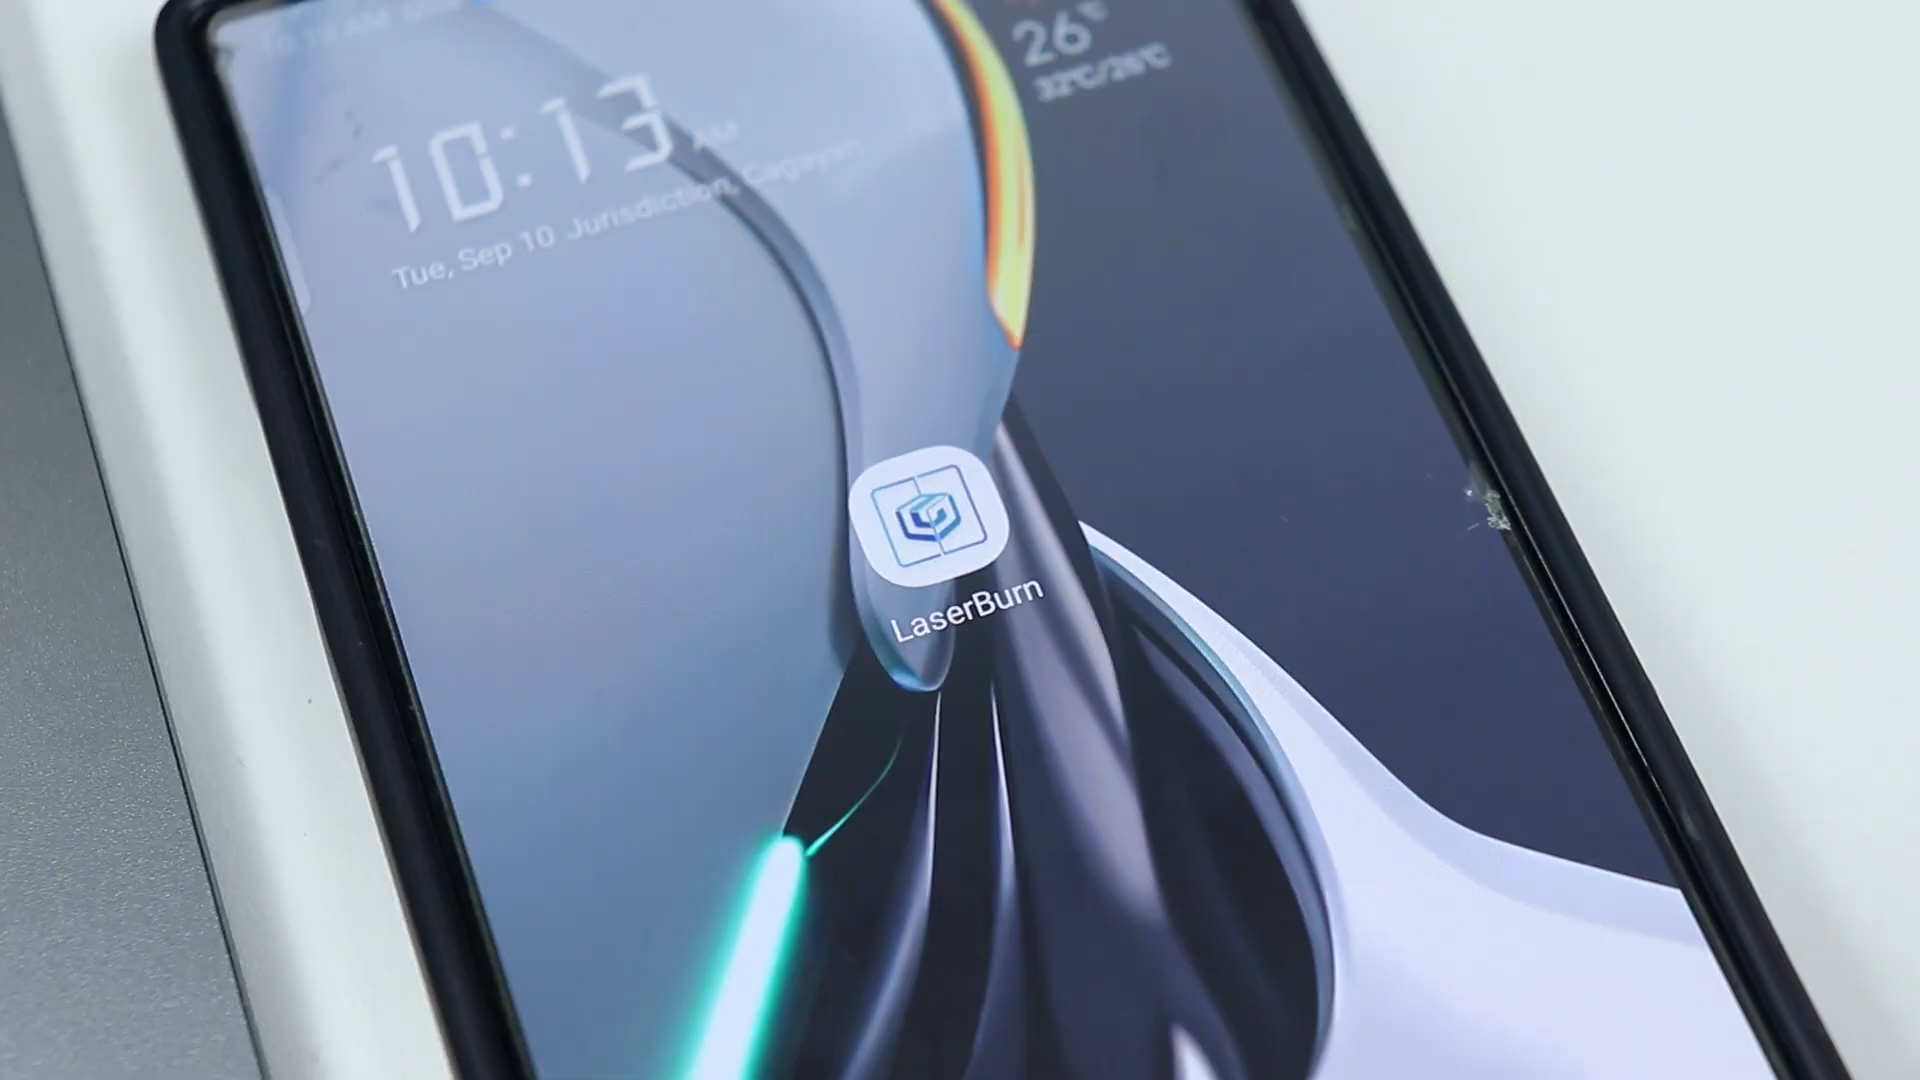 10:13 AM
Tue, Sep 10 Jurisdiction, Cagayan
26℃
32℃/26℃
LaserBurn